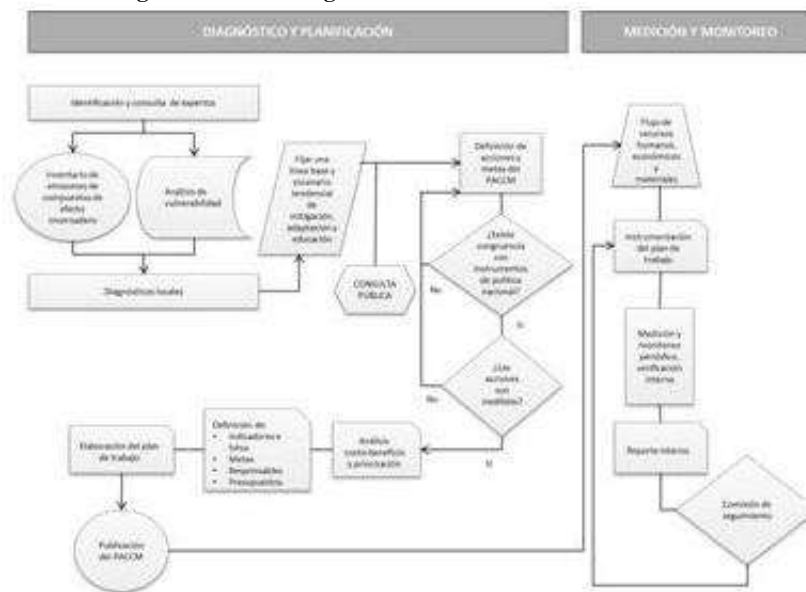 DIAGNÓSTICO Y PLANIFICACIÓN
MEDICIÓN Y MONITOREO
Identificación y consulta de expertos
Inventario de
emisiones de
compuestos de
efecto
invernadero
Análisis de
vulnerabilidad
Diagnósticos locales
Fijar una
línea base y
escenario
tendencial
de
mitigación,
adaptación y
educación
CONSULTA
PÚBLICA
Definición de
acciones y
metas del
PACCM
¿Existe
congruencia
con
instrumentos
de política
nacional?
No
Si
¿Las
acciones
son
medibles?
No
Si
Análisis
costo-beneficio
y priorización
Definición de:
• Indicadores e
hitos
• Metas
• Responsables
• Presupuestos
Elaboración del plan
de trabajo
Publicación
del PACCM
Flujo de
recursos
humanos,
económicos
y
materiales
Instrumentación
del plan de
trabajo
Medición y
monitoreo
periódico,
verificación
interna
Reporte interno
Comisión de
seguimiento